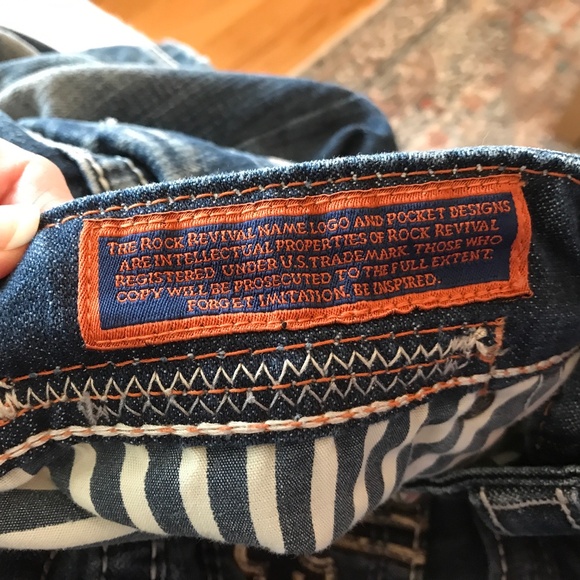 THE ROCK REVIVAL NAME LOGO AND POCKET DESIGNS
ARE INTELLECTUAL PROPERTIES OF ROCK REVIVAL
REGISTERED UNDER U.S. TRADEMARK. THOSE WHO
COPY WILL BE PROSECUTED TO THE FULL EXTENT.
FORGET IMITATION. BE INSPIRED.